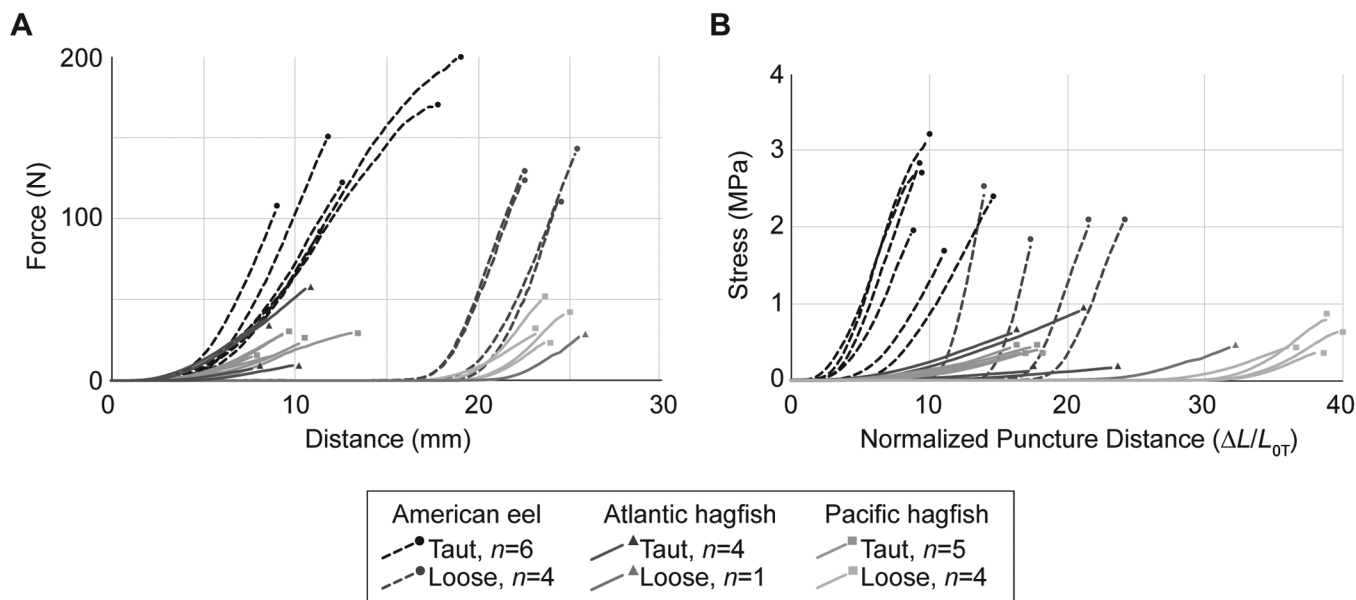 A
B
200
100
0
Force (N)
0 10 20 30
Distance (mm)
4
3
2
1
0
Stress (MPa)
0 10 20 30 40
Normalized Puncture Distance (ΔL/L0T)
American eel Atlantic hagfish Pacific hagfish
Taut, n=6 Taut, n=4 Taut, n=5
Loose, n=4 Loose, n=1 Loose, n=4